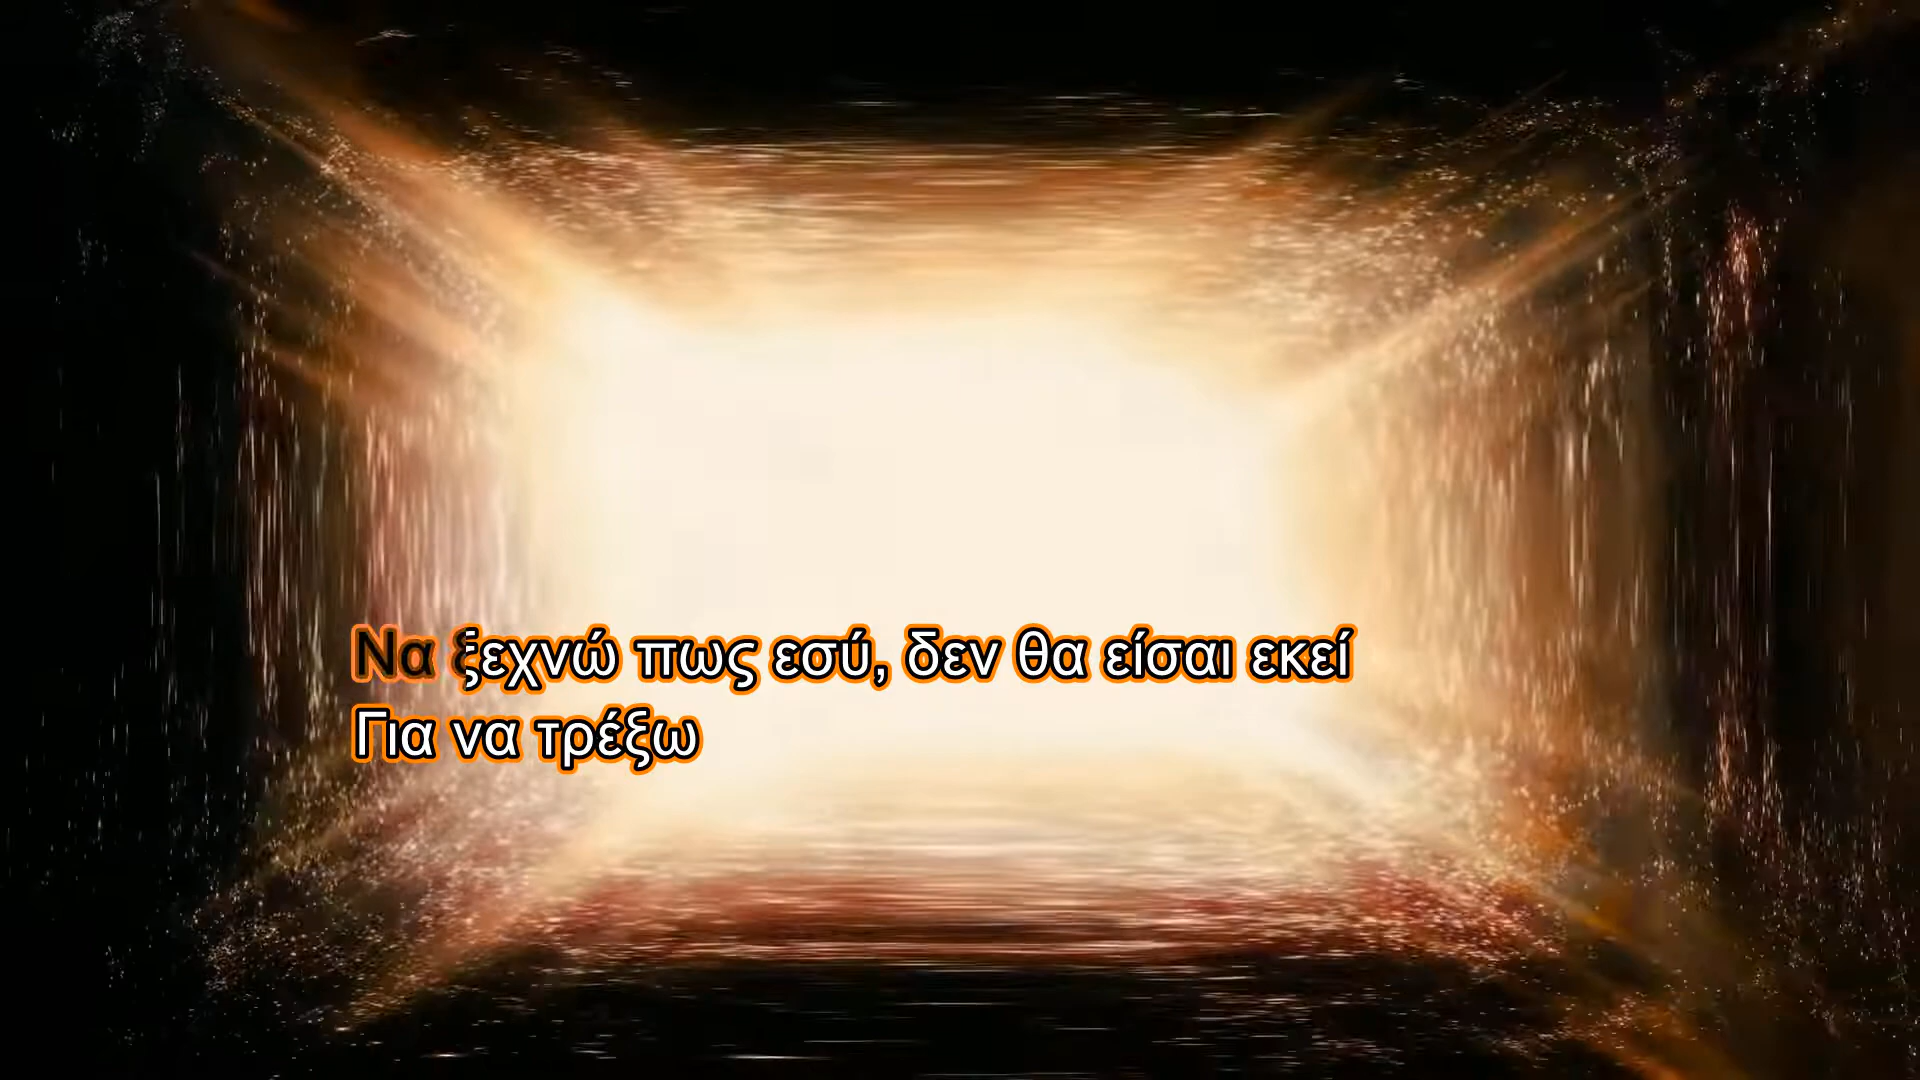 Να ξεχνώ πως εσύ, δεν θα είσαι εκεί
Για να τρέξω